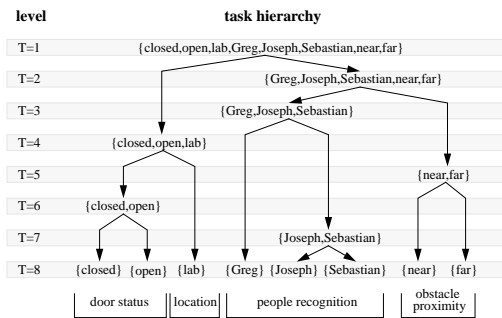 level task hierarchy
T=1 {closed,open,lab,Greg,Joseph,Sebastian,near,far}
T=2 {Greg,Joseph,Sebastian,near,far}
T=3 {Greg,Joseph,Sebastian}
T=4 {closed,open,lab}
T=5 {near,far}
T=6 {closed,open}
T=7 {Joseph,Sebastian}
T=8 {closed} {open} {lab} {Greg} {Joseph} {Sebastian} {near} {far}
door status location people recognition obstacle proximity